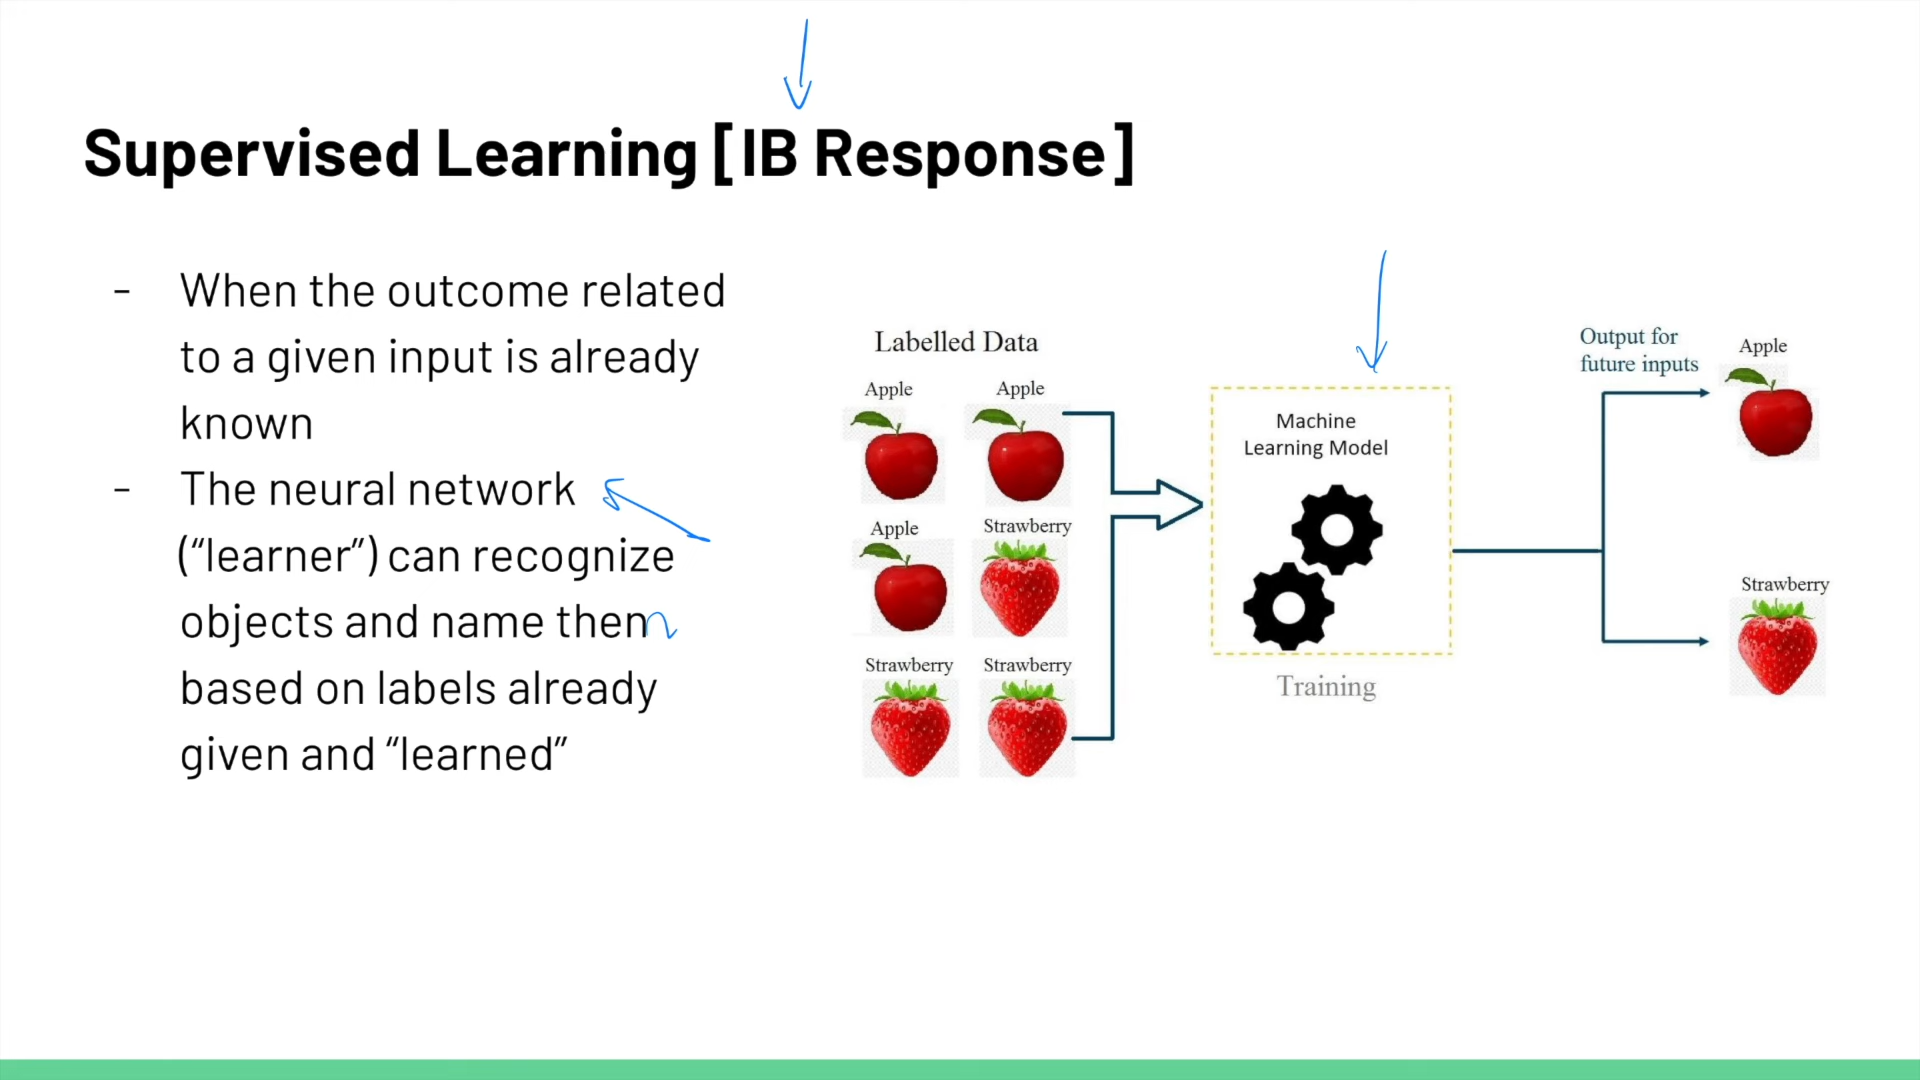 Supervised Learning [IB Response]
- When the outcome related
to a given input is already
known
- The neural network
(“learner”) can recognize
objects and name then
based on labels already
given and “learned”
Labelled Data
Apple Apple
Apple Strawberry
Strawberry Strawberry
Machine
Learning Model
Training
Output for
future inputs
Apple
Strawberry